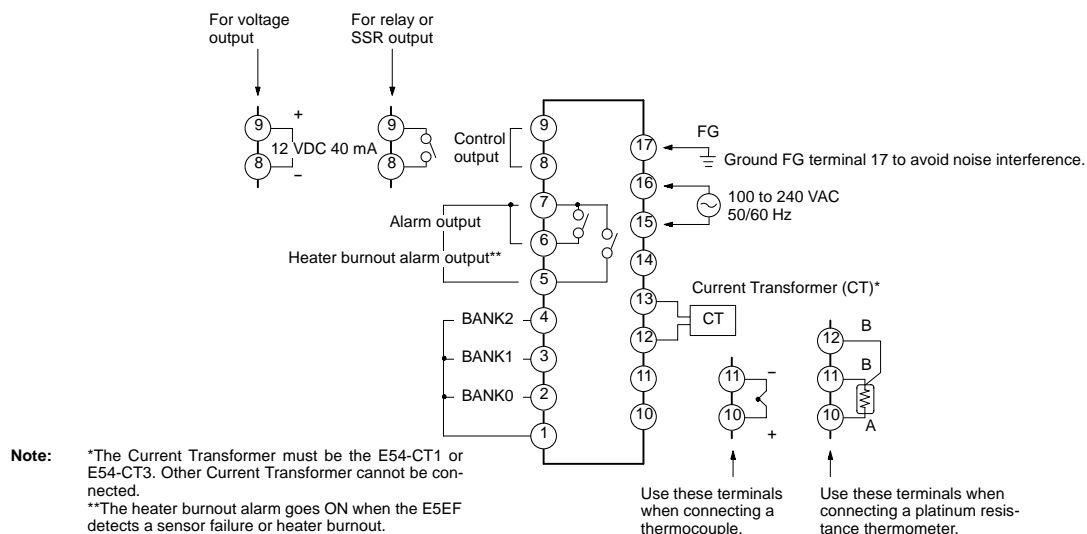 For voltage
output
For relay or
SSR output
+
9
12 VDC 40 mA
8
−
9
8
Control
output
9
8
Alarm output
7
6
Heater burnout alarm output**
5
BANK2
4
BANK1
3
BANK0
2
1
17
FG
Ground FG terminal 17 to avoid noise interference.
16
100 to 240 VAC
50/60 Hz
15
14
Current Transformer (CT)*
13
CT
12
11
10
11
−
10
+
12
B
B
11
10
A
Use these terminals
when connecting a
thermocouple.
Use these terminals when
connecting a platinum resis-
tance thermometer.
Note: *The Current Transformer must be the E54-CT1 or
E54-CT3. Other Current Transformer cannot be con-
nected.
**The heater burnout alarm goes ON when the E5EF
detects a sensor failure or heater burnout.